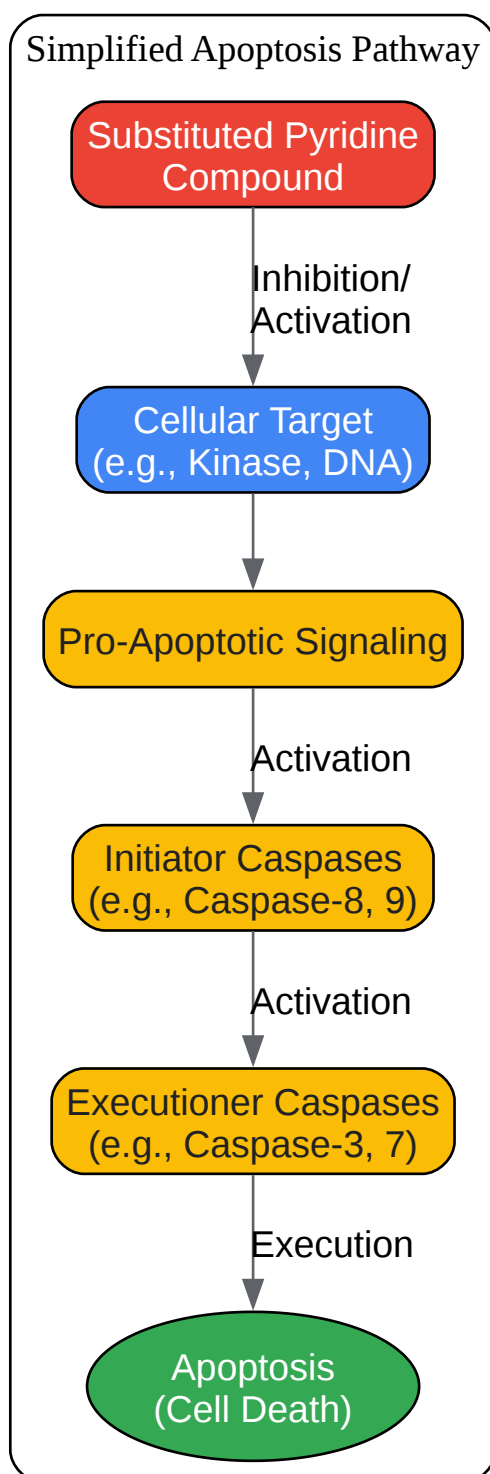 Simplified Apoptosis Pathway
Substituted Pyridine
Compound
Inhibition/
Activation
Cellular Target
(e.g., Kinase, DNA)
Pro-Apoptotic Signaling
Activation
Initiator Caspases
(e.g., Caspase-8, 9)
Activation
Executioner Caspases
(e.g., Caspase-3, 7)
Execution
Apoptosis
(Cell Death)